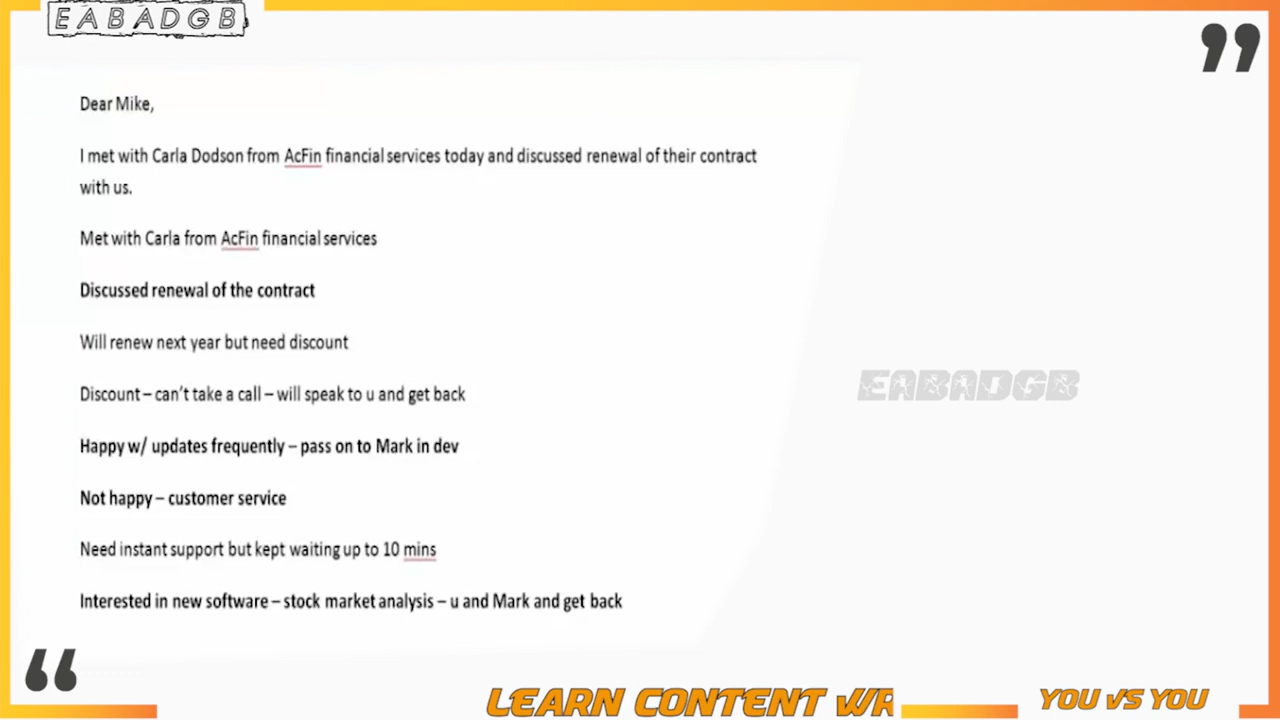 EABADGB
Dear Mike,
I met with Carla Dodson from AcFin financial services today and discussed renewal of their contract
with us.
Met with Carla from AcFin financial services
Discussed renewal of the contract
Will renew next year but need discount
Discount – can't take a call – will speak to u and get back
EABADGB
Happy w/ updates frequently – pass on to Mark in dev
Not happy – customer service
Need instant support but kept waiting up to 10 mins
Interested in new software – stock market analysis – u and Mark and get back
LEARN CONTENT WR
YOU VS YOU